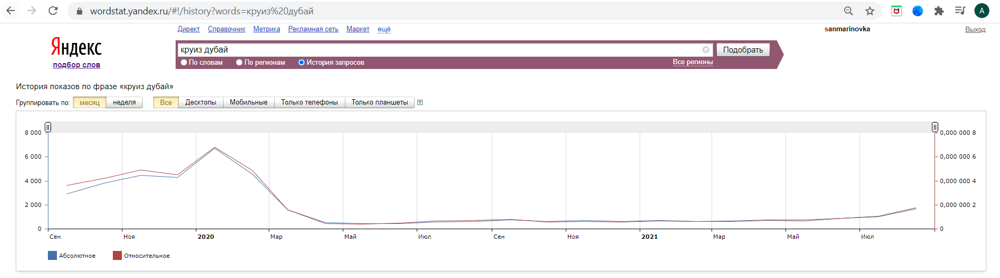 wordstat.yandex.ru/#!/history?words=круиз%20дубай
A
Директ Справочник Метрика Рекламная сеть Маркет ещё
sanmarinovka
Выход
Яндекс
подбор слов
круиз дубай
Подобрать
По словам По регионам История запросов
Все регионы
История показов по фразе «круиз дубай»
Группировать по: месяц неделя Все Десктопы Мобильные Только телефоны Только планшеты ?
8 000 0,000 000 8
6 000 0,000 000 6
4 000 0,000 000 4
2 000 0,000 000 2
0 0
Сен Ноя 2020 Мар Май Июл Сен Ноя 2021 Мар Май Июл
Абсолютное Относительное